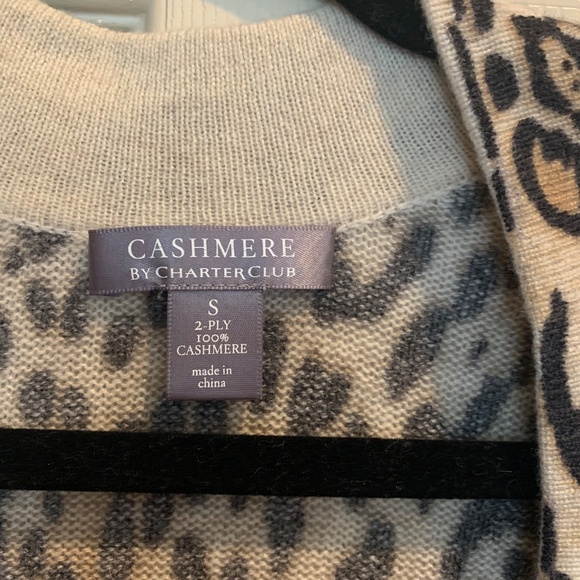 CASHMERE
BY CHARTER CLUB
S
2-PLY
100%
CASHMERE
made in
china